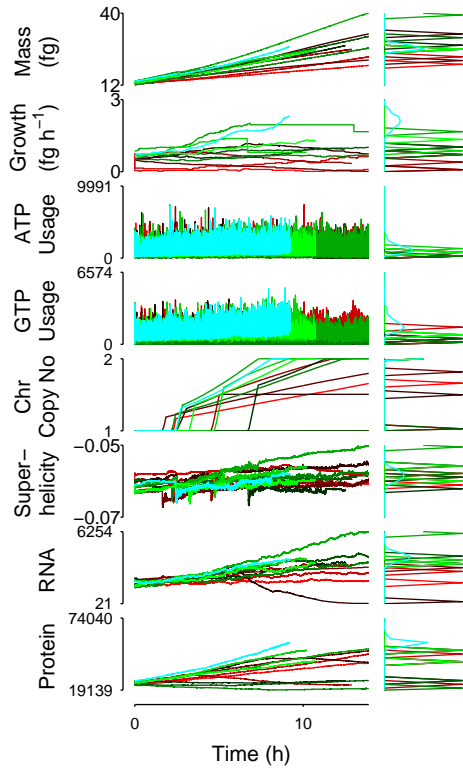 Mass
(fg)
40
12
Growth
(fg h⁻¹)
3
0
ATP
Usage
9991
0
GTP
Usage
6574
0
Chr
Copy No
2
1
Super−
helicity
−0.05
−0.07
RNA
6254
21
Protein
74040
19139
0
10
Time (h)